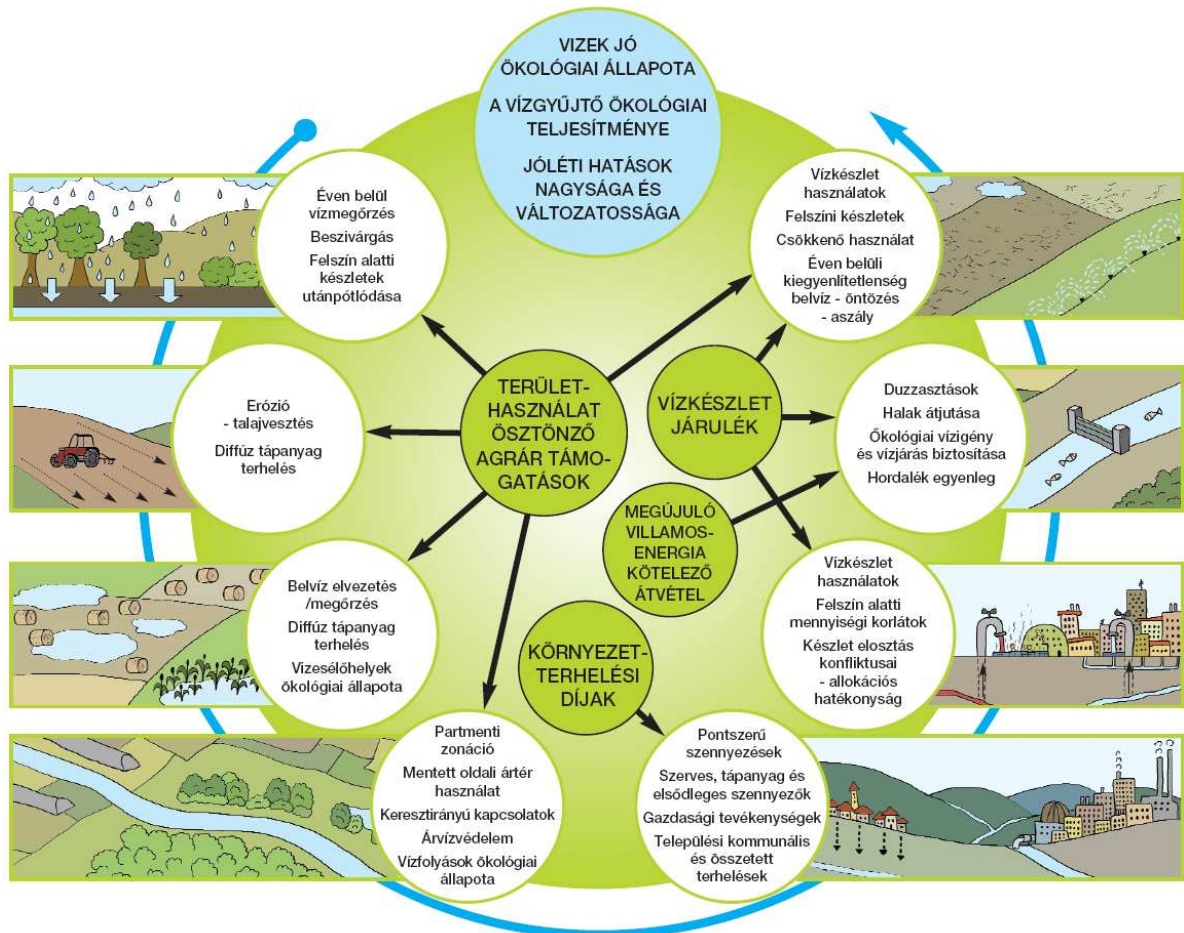 VIZEK JÓ
ÖKOLÓGIAI ÁLLAPOTA
A VÍZGYŰJTŐ ÖKOLÓGIAI
TELJESÍTMÉNYE
JÓLÉTI HATÁSOK
NAGYSÁGA ÉS
VÁLTOZATOSSÁGA
Éven belül
vízmegőrzés
Beszivárgás
Felszín alatti
készletek
utánpótlódása
Vízkészlet
használatok
Felszíni készletek
Csökkenő használat
Éven belüli
kiegyenlítetlenség
belvíz - öntözés
- aszály
Erózió
- talajvesztés
Diffúz tápanyag
terhelés
TERÜLET-
HASZNÁLAT
ÖSZTÖNZŐ
AGRÁR TÁMO-
GATÁSOK
VÍZKÉSZLET
JÁRULÉK
Duzzasztások
Halak átjutása
Őkológiai vízigény
és vízjárás biztosítása
Hordalék egyenleg
MEGÚJULÓ
VILLAMOS-
ENERGIA
KÖTELEZŐ
ÁTVÉTEL
Belvíz elvezetés
/megőrzés
Diffúz tápanyag
terhelés
Vizesélőhelyek
ökológiai állapota
KÖRNYEZET-
TERHELÉSI
DÍJAK
Vízkészlet
használatok
Felszín alatti
mennyiségi korlátok
Készlet elosztás
konfliktusai
- allokációs
hatékonyság
Partmenti
zonáció
Mentett oldali ártér
használat
Keresztirányú kapcsolatok
Árvízvédelem
Vízfolyások ökológiai
állapota
Pontszerű
szennyezések
Szerves, tápanyag és
elsődleges szennyezők
Gazdasági tevékenységek
Települési kommunális
és összetett
terhelések